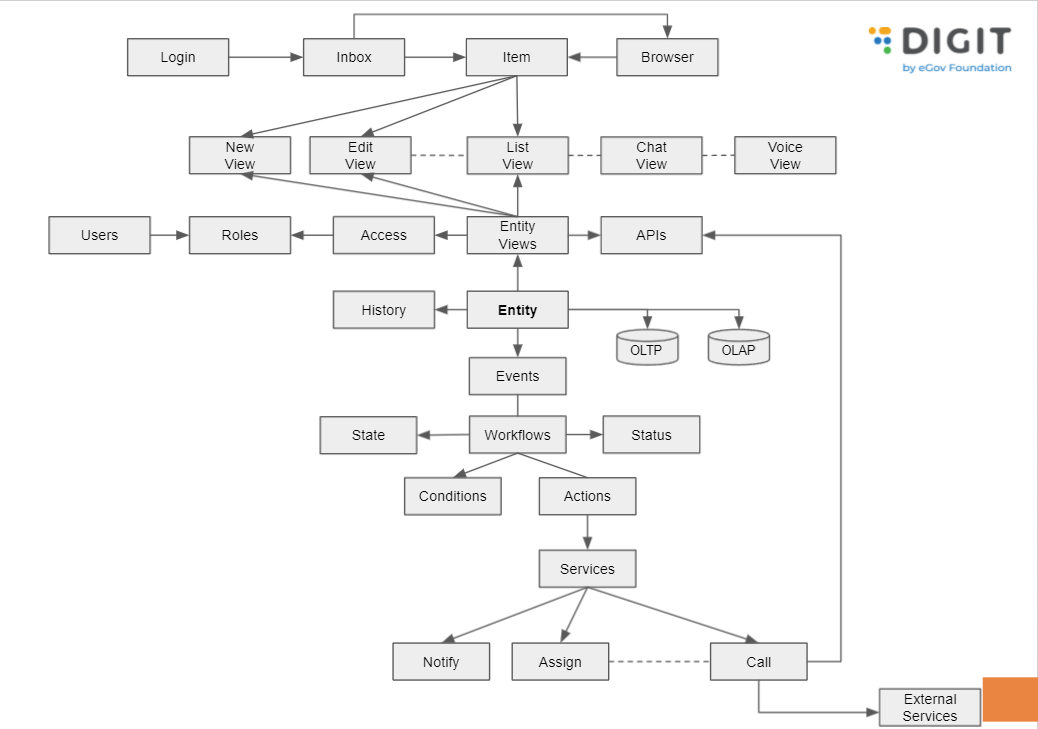 DIGIT
by eGov Foundation
Login
Inbox
Item
Browser
New
View
Edit
View
List
View
Chat
View
Voice
View
Users
Roles
Access
Entity
Views
APIs
History
Entity
OLTP
OLAP
Events
State
Workflows
Status
Conditions
Actions
Services
Notify
Assign
Call
External
Services